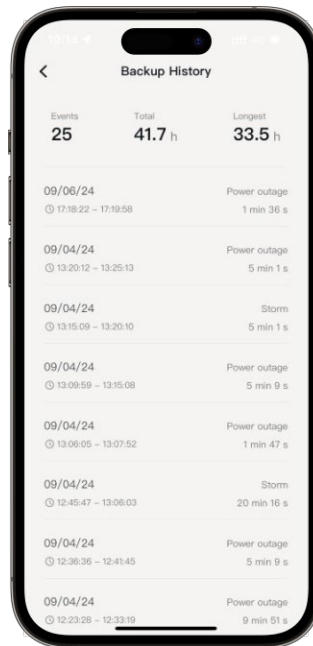 Backup History
Events Total Longest
25 41.7 h 33.5 h
09/06/24 Power outage
17:18:22 – 17:19:58 1 min 36 s
09/04/24 Power outage
13:20:12 – 13:25:13 5 min 1 s
09/04/24 Storm
13:15:09 – 13:20:10 5 min 1 s
09/04/24 Power outage
13:09:59 – 13:15:08 5 min 9 s
09/04/24 Power outage
13:06:05 – 13:07:52 1 min 47 s
09/04/24 Storm
12:45:47 – 13:06:03 20 min 16 s
09/04/24 Power outage
12:36:36 – 12:41:45 5 min 9 s
09/04/24 Power outage
12:23:28 – 12:33:19 9 min 51 s